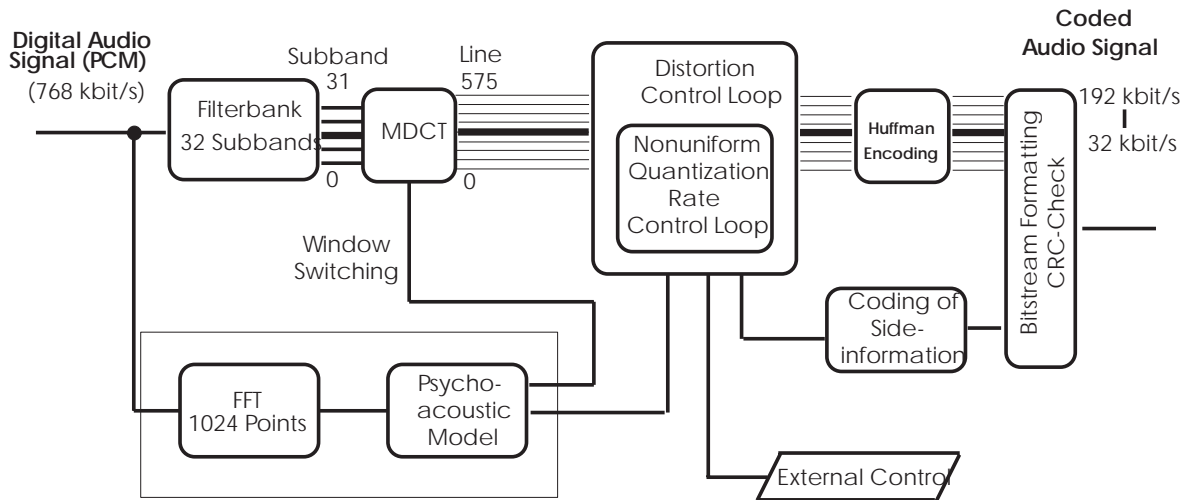 Digital Audio
Signal (PCM)
(768 kbit/s)
Filterbank
32 Subbands
Subband
31
0
MDCT
Line
575
0
Window
Switching
Distortion
Control Loop
Nonuniform
Quantization
Rate
Control Loop
Huffman
Encoding
Coded
Audio Signal
192 kbit/s
32 kbit/s
Bitstream Formatting
CRC-Check
Coding of
Side-
information
FFT
1024 Points
Psycho-
acoustic
Model
External Control